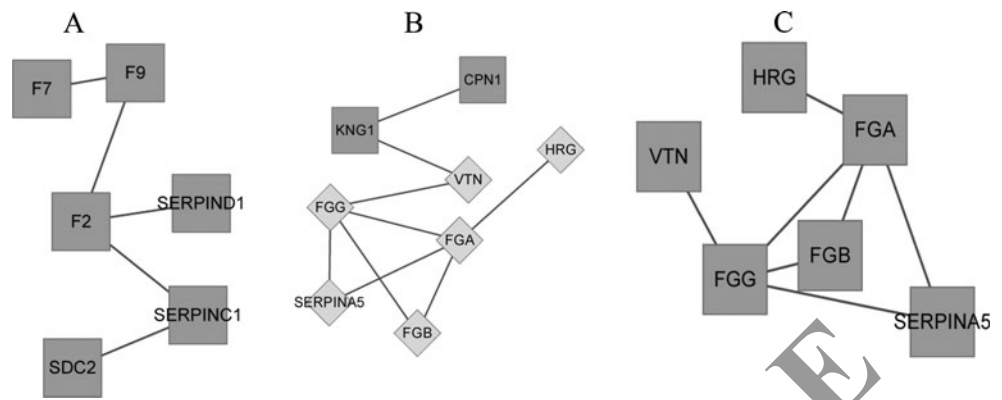 A
F7
F9
F2
SERPIND1
SERPINC1
SDC2
B
CPN1
KNG1
HRG
VTN
FGG
FGA
SERPINA5
FGB
C
HRG
FGA
VTN
FGB
FGG
SERPINA5
E